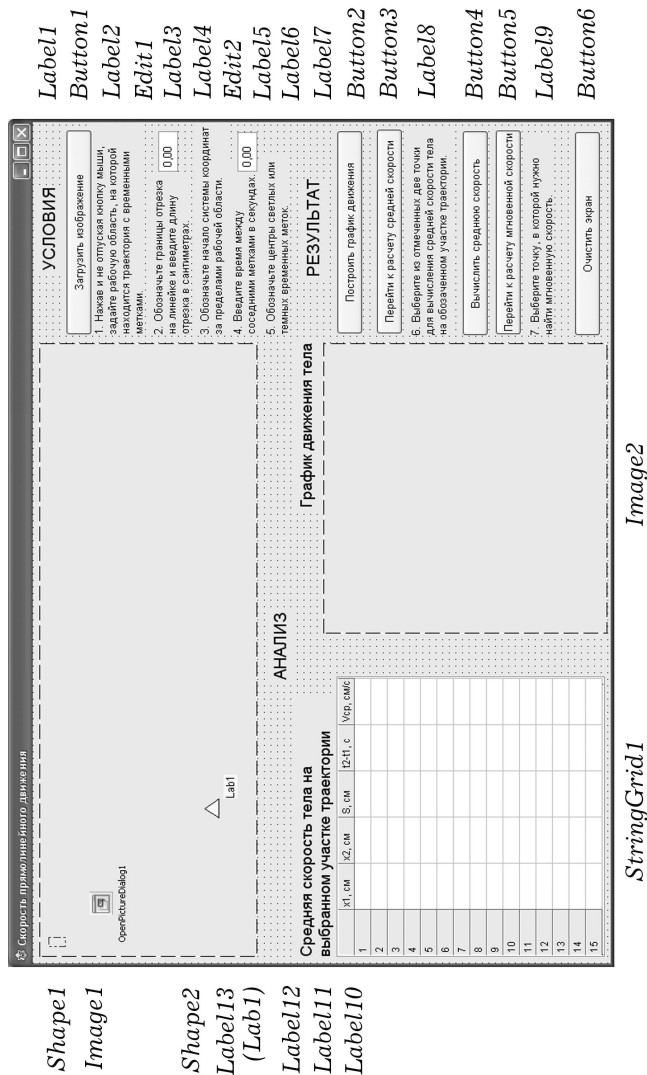 Label1
Button1
Label2
Edit1
Label3
Label4
Edit2
Label5
Label6
Label7
Button2
Button3
Label8
Button4
Button5
Label9
Button6
Скорость прямолинейного движения
УСЛОВИЯ
Загрузить изображение
1. Нажав и не отпуская кнопку мыши,
задайте рабочую область, на которой
находится траектория с временными
метками.
2. Обозначьте границы отрезка
на линейке и введите длину
отрезка в сантиметрах.
0,00
3. Обозначьте начало системы координат
за пределами рабочей области.
4. Введите время между
соседними метками в секундах.
0,00
5. Обозначьте центры светлых или
темных временных меток.
РЕЗУЛЬТАТ
Построить график движения
Перейти к расчету средней скорости
6. Выберите из отмеченных две точки
для вычисления средней скорости тела
на обозаченном участке траектории.
Вычислить среднюю скорость
Перейти к расчету мгновенной скорости
7. Выберите точку, в которой нужно
найти мгновенную скорость.
Очистить экран
OpenPictureDialog1
Lab1
АНАЛИЗ
Средняя скорость тела на
выбранном участке траектории
График движения тела
x1, см x2, см S, см t2-t1, с Vср, см/с
1
2
3
4
5
6
7
8
9
10
11
12
13
14
15
Shape1
Image1
Shape2
Label13
(Lab1)
Label12
Label11
Label10
StringGrid1
Image2